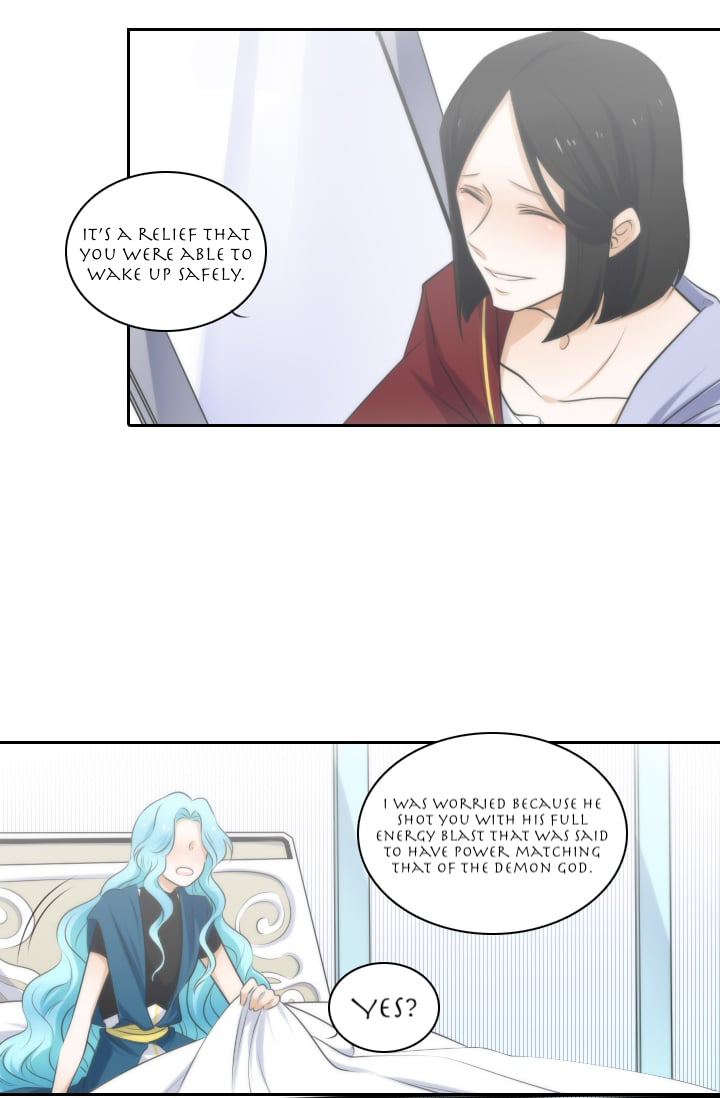 IT'S A RELIEF THAT
YOU WERE ABLE TO
WAKE UP SAFELY.
I WAS WORRIED BECAUSE HE
SHOT YOU WITH HIS FULL
ENERGY BLAST THAT WAS SAID
TO HAVE POWER MATCHING
THAT OF THE DEMON GOD.
YES?